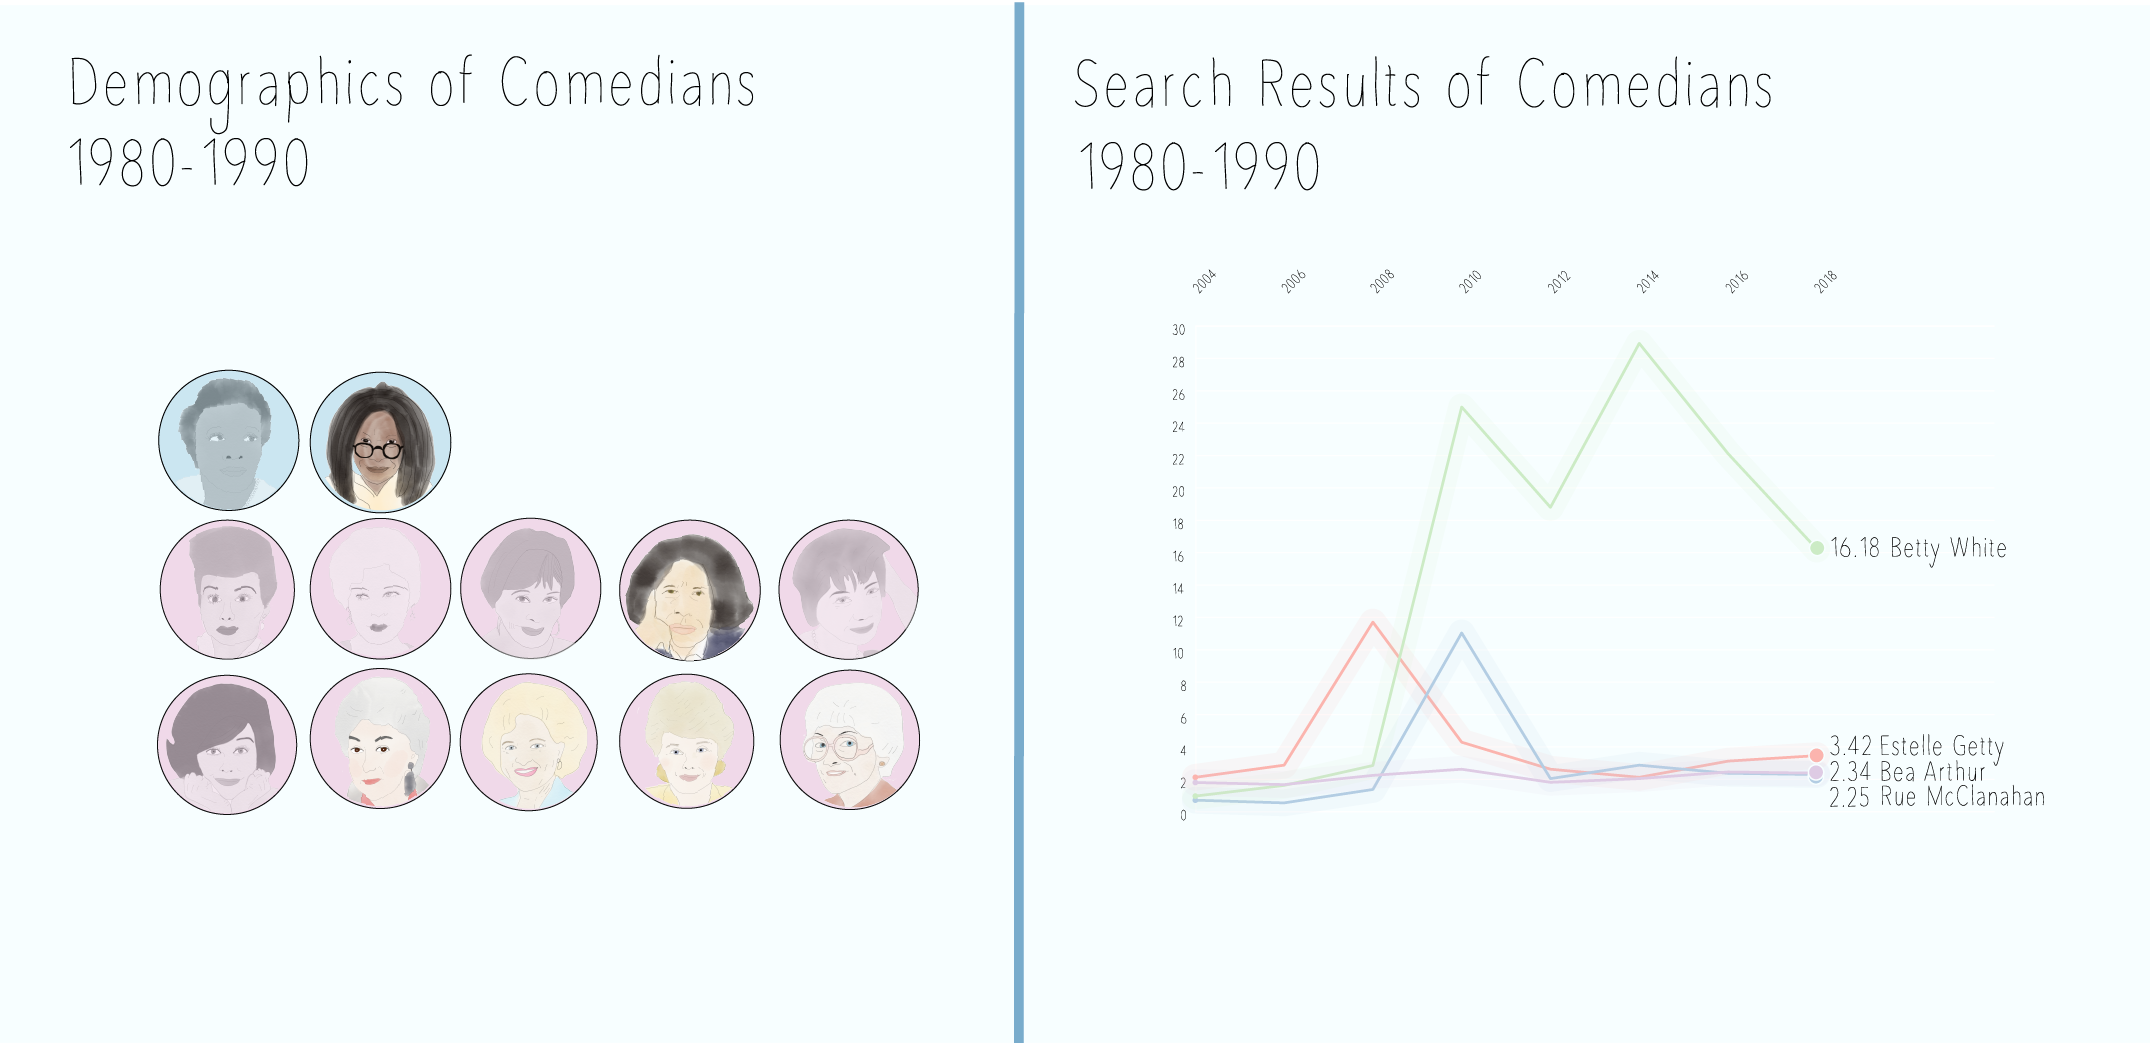 Demographics of Comedians
1980-1990
Search Results of Comedians
1980-1990
2004 2006 2008 2010 2012 2014 2016 2018
30
28
26
24
22
20
18
16
14
12
10
8
6
4
2
0
16.18 Betty White
3.42 Estelle Getty
2.34 Bea Arthur
2.25 Rue McClanahan